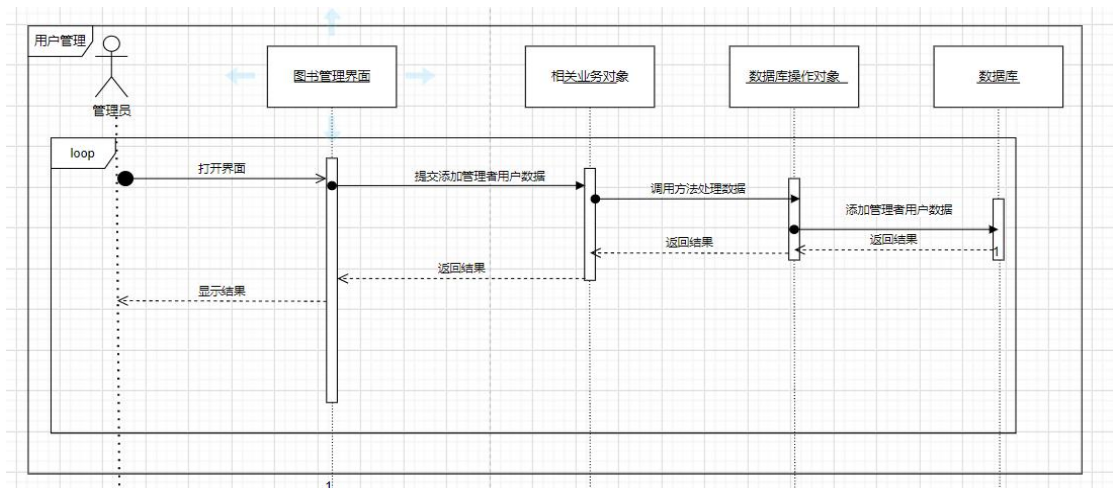 用户管理
管理员
图书管理界面
相关业务对象
数据库操作对象
数据库
loop
打开界面
提交添加管理者用户数据
调用方法处理数据
添加管理者用户数据
返回结果
返回结果
1
返回结果
显示结果
1